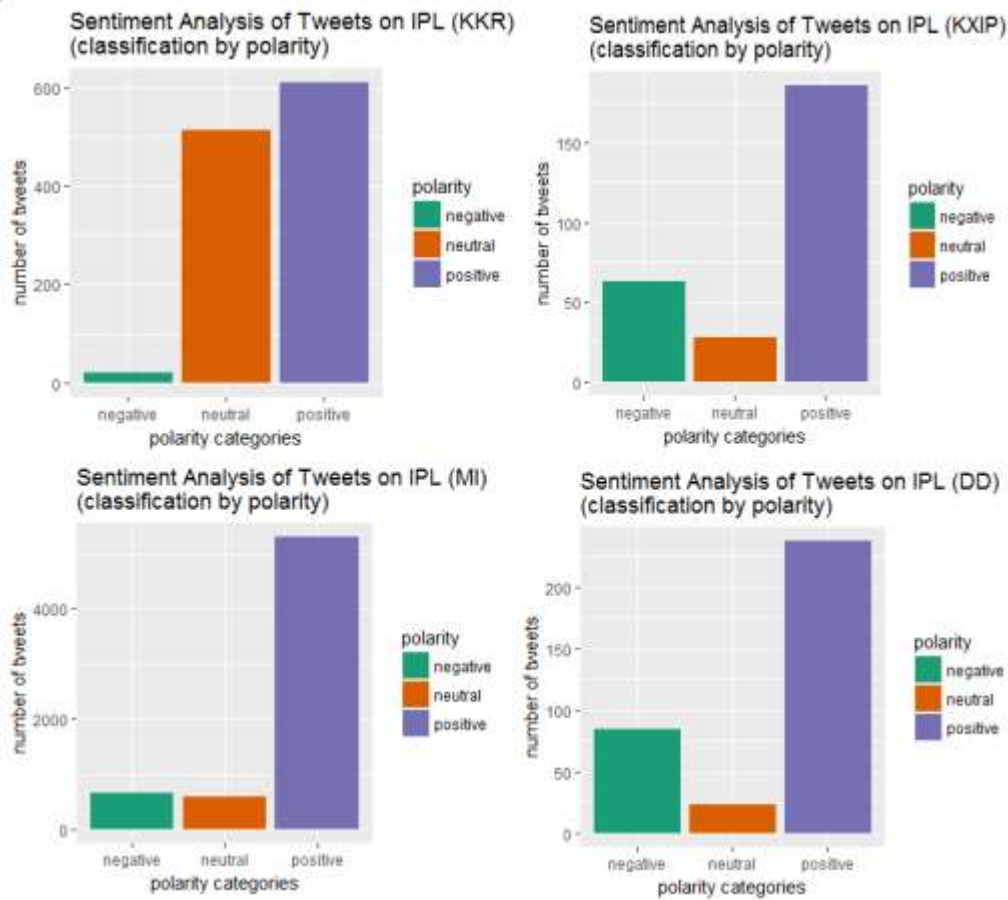 Sentiment Analysis of Tweets on IPL (KKR)
(classification by polarity)
600
400
200
0
number of tweets
negative
neutral
positive
polarity categories
polarity
negative
neutral
positive
Sentiment Analysis of Tweets on IPL (KXIP)
(classification by polarity)
150
100
50
0
number of tweets
negative
neutral
positive
polarity categories
polarity
negative
neutral
positive
Sentiment Analysis of Tweets on IPL (MI)
(classification by polarity)
4000
2000
0
number of tweets
negative
neutral
positive
polarity categories
polarity
negative
neutral
positive
Sentiment Analysis of Tweets on IPL (DD)
(classification by polarity)
200
150
100
50
0
number of tweets
negative
neutral
positive
polarity categories
polarity
negative
neutral
positive